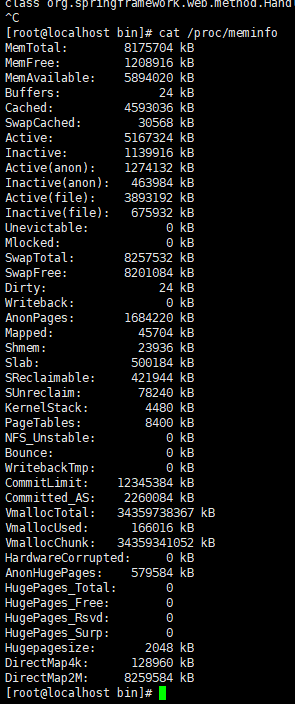 class org.springframework.web.method.Handl
^C
[root@localhost bin]# cat /proc/meminfo
MemTotal:        8175704 kB
MemFree:         1208916 kB
MemAvailable:    5894020 kB
Buffers:              24 kB
Cached:          4593036 kB
SwapCached:        30568 kB
Active:          5167324 kB
Inactive:        1139916 kB
Active(anon):    1274132 kB
Inactive(anon):   463984 kB
Active(file):    3893192 kB
Inactive(file):   675932 kB
Unevictable:           0 kB
Mlocked:               0 kB
SwapTotal:       8257532 kB
SwapFree:        8201084 kB
Dirty:                24 kB
Writeback:             0 kB
AnonPages:       1684220 kB
Mapped:            45704 kB
Shmem:             23936 kB
Slab:             500184 kB
SReclaimable:     421944 kB
SUnreclaim:        78240 kB
KernelStack:        4480 kB
PageTables:         8400 kB
NFS_Unstable:          0 kB
Bounce:                0 kB
WritebackTmp:          0 kB
CommitLimit:    12345384 kB
Committed_AS:    2260084 kB
VmallocTotal:   34359738367 kB
VmallocUsed:      166016 kB
VmallocChunk:   34359341052 kB
HardwareCorrupted:     0 kB
AnonHugePages:    579584 kB
HugePages_Total:       0
HugePages_Free:        0
HugePages_Rsvd:        0
HugePages_Surp:        0
Hugepagesize:       2048 kB
DirectMap4k:      128960 kB
DirectMap2M:     8259584 kB
[root@localhost bin]#